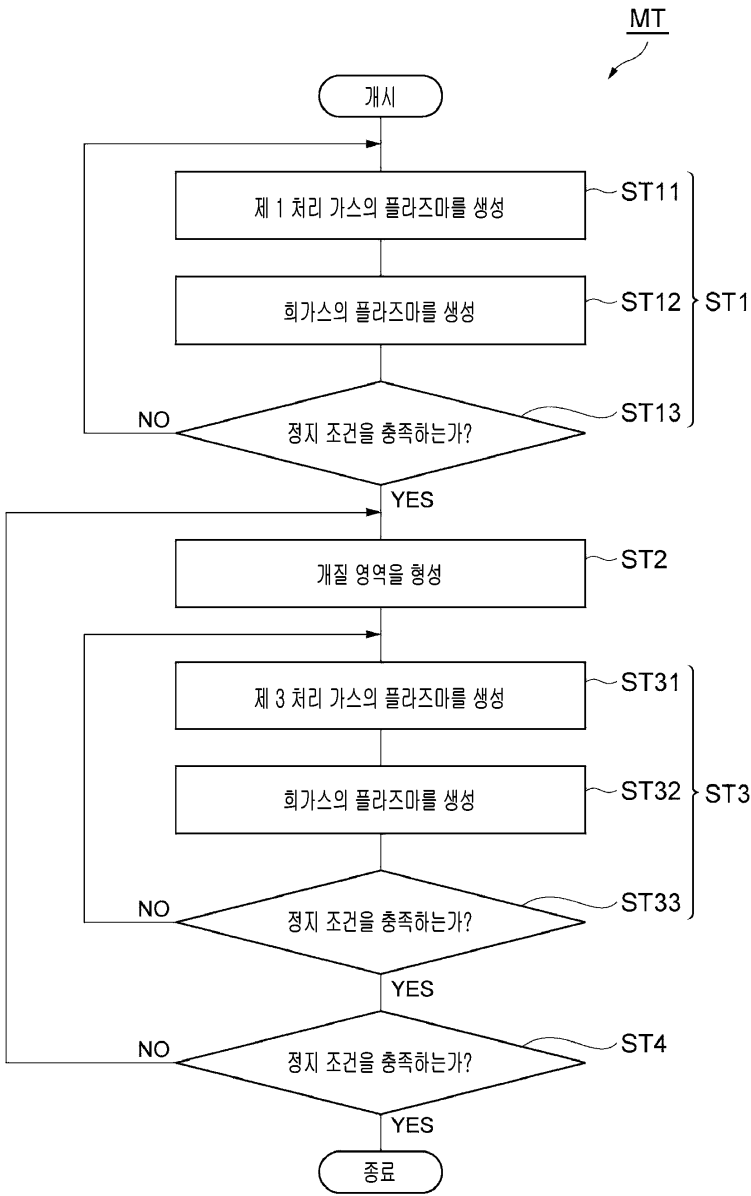 MT
개시
제 1 처리 가스의 플라즈마를 생성
ST11
희가스의 플라즈마를 생성
ST12
ST1
정지 조건을 충족하는가?
ST13
NO
YES
개질 영역을 형성
ST2
제 3 처리 가스의 플라즈마를 생성
ST31
희가스의 플라즈마를 생성
ST32
ST3
정지 조건을 충족하는가?
ST33
NO
YES
정지 조건을 충족하는가?
ST4
NO
YES
종료